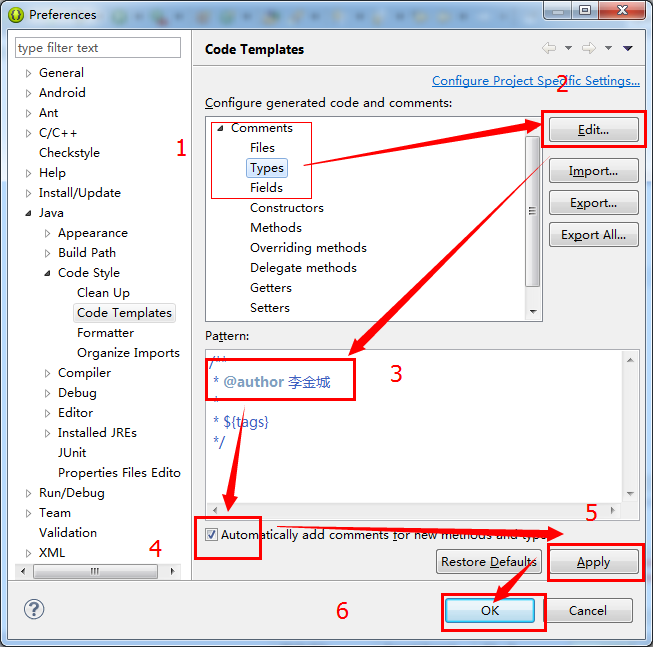 Preferences
type filter text
General
Android
Ant
C/C++
Checkstyle
Help
Install/Update
Java
Appearance
Build Path
Code Style
Clean Up
Code Templates
Formatter
Organize Imports
Compiler
Debug
Editor
Installed JREs
JUnit
Properties Files Edito
Run/Debug
Team
Validation
XML
1
4
Code Templates
Configure Project Specific Settings...
2
Configure generated code and comments:
Comments
Files
Types
Fields
Constructors
Methods
Overriding methods
Delegate methods
Getters
Setters
Edit...
Import...
Export...
Export All...
Pattern:
/**
* @author 李金城
*
* ${tags}
*/
3
5
Automatically add comments for new methods and type
Restore Defaults
Apply
6
OK
Cancel